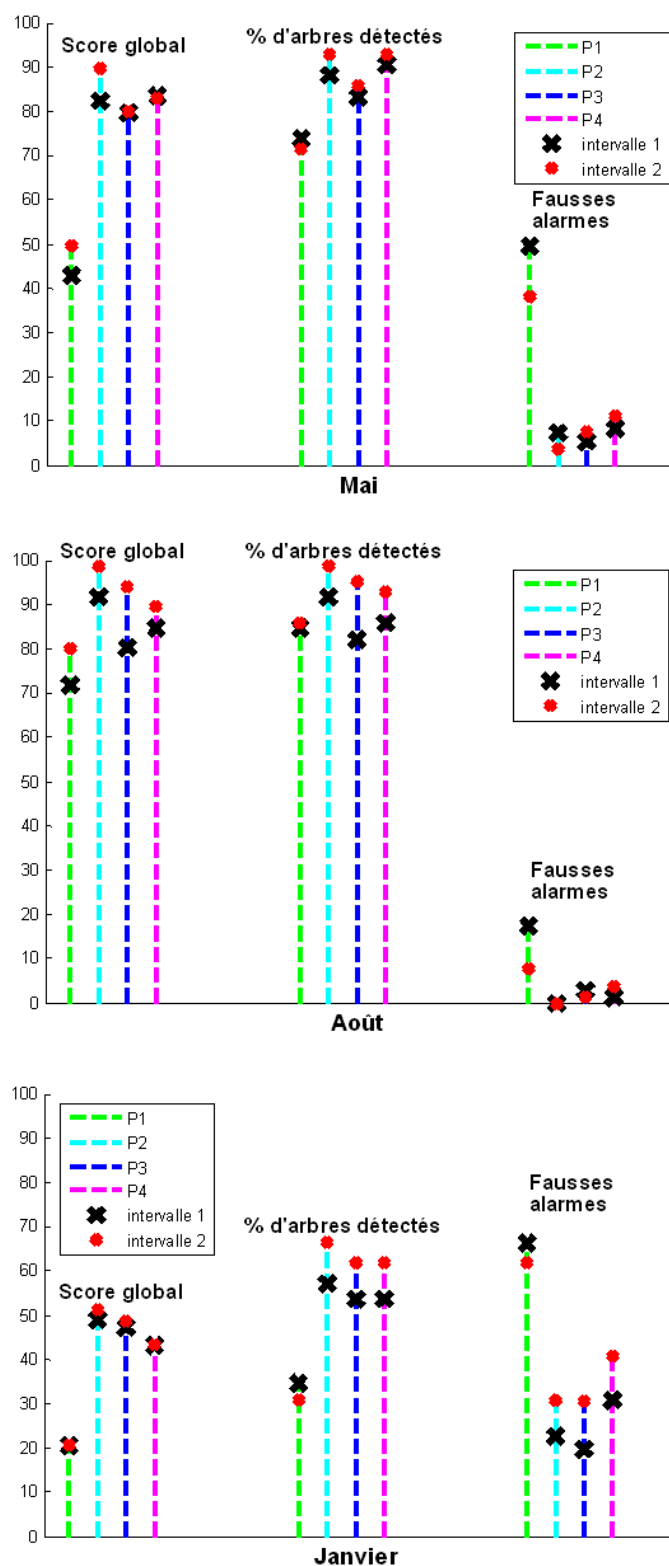 100
90
80
70
60
50
40
30
20
10
0
Score global
% d'arbres détectés
P1
P2
P3
P4
intervalle 1
intervalle 2
Fausses
alarmes
Mai
100
90
80
70
60
50
40
30
20
10
0
Score global
% d'arbres détectés
P1
P2
P3
P4
intervalle 1
intervalle 2
Fausses
alarmes
Août
100
90
80
70
60
50
40
30
20
10
0
P1
P2
P3
P4
intervalle 1
intervalle 2
Score global
% d'arbres détectés
Fausses
alarmes
Janvier